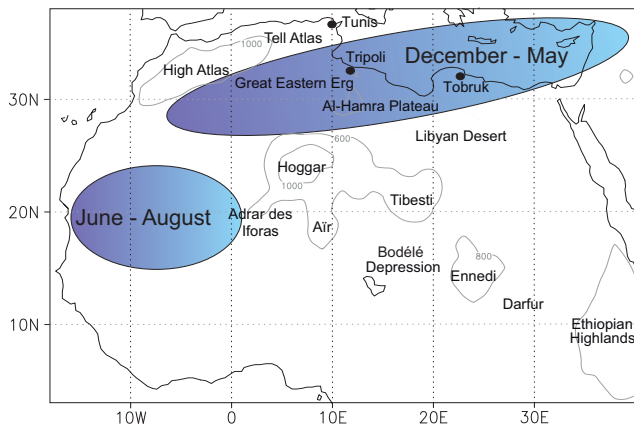 Tunis
Tell Atlas
1000
High Atlas
Tripoli
December - May
Great Eastern Erg
Tobruk
Al-Hamra Plateau
30N
Libyan Desert
600
Hoggar
1000
Tibesti
20N
June - August
Adrar des
Iforas
Aïr
Bodélé
Depression
800
Ennedi
Darfur
10N
Ethiopian
Highlands
10W
0
10E
20E
30E